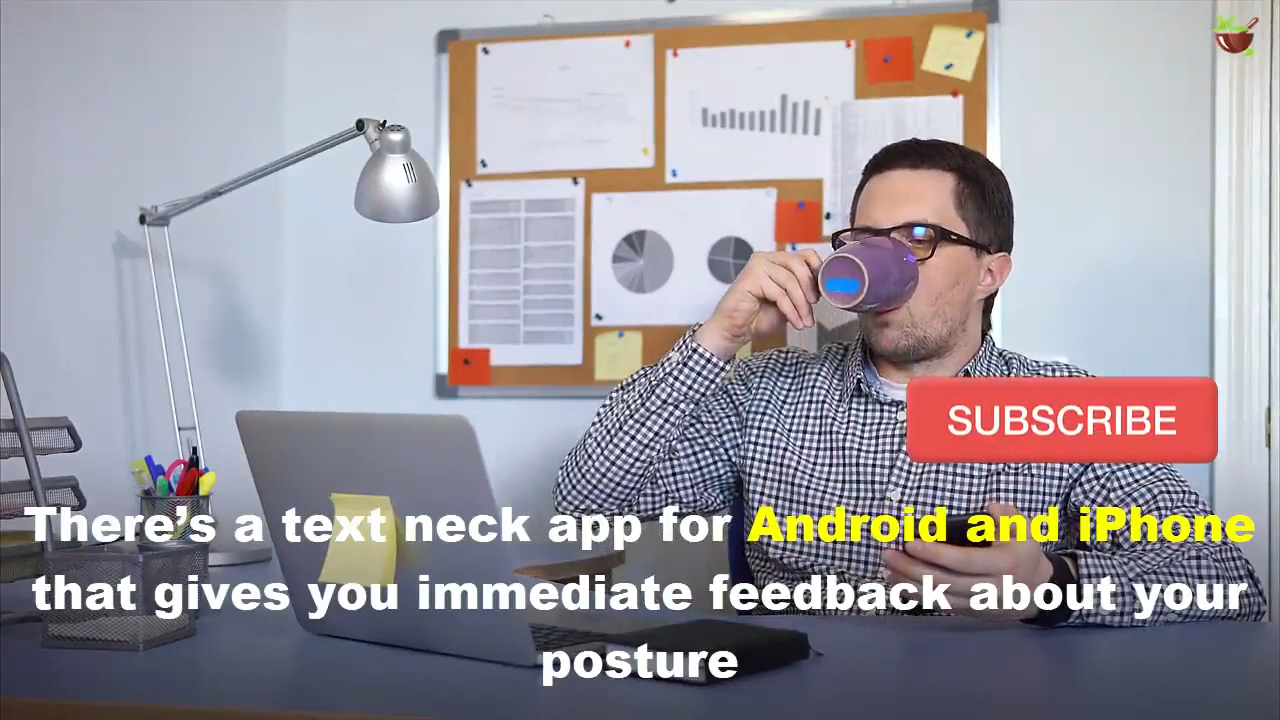 SUBSCRIBE
There’s a text neck app for Android and iPhone
that gives you immediate feedback about your
posture